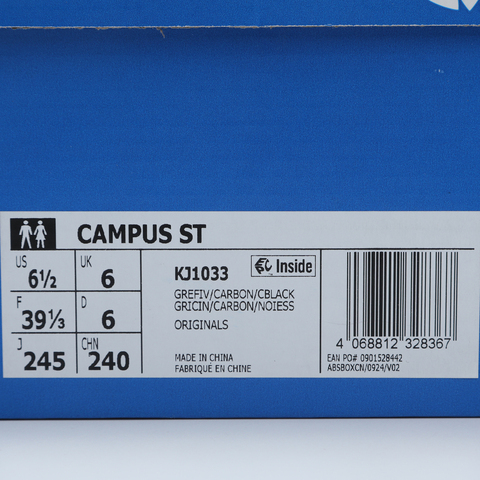 CAMPUS ST
US 6½ UK 6
F 39⅓ D 6
J 245 CHN 240
KJ1033
Inside
GREFIV/CARBON/CBLACK
GRICIN/CARBON/NOIESS
ORIGINALS
MADE IN CHINA
FABRIQUÉ EN CHINE
4 068812 328367
EAN PO# 0901528442
ABSBOXCN/0924/V02